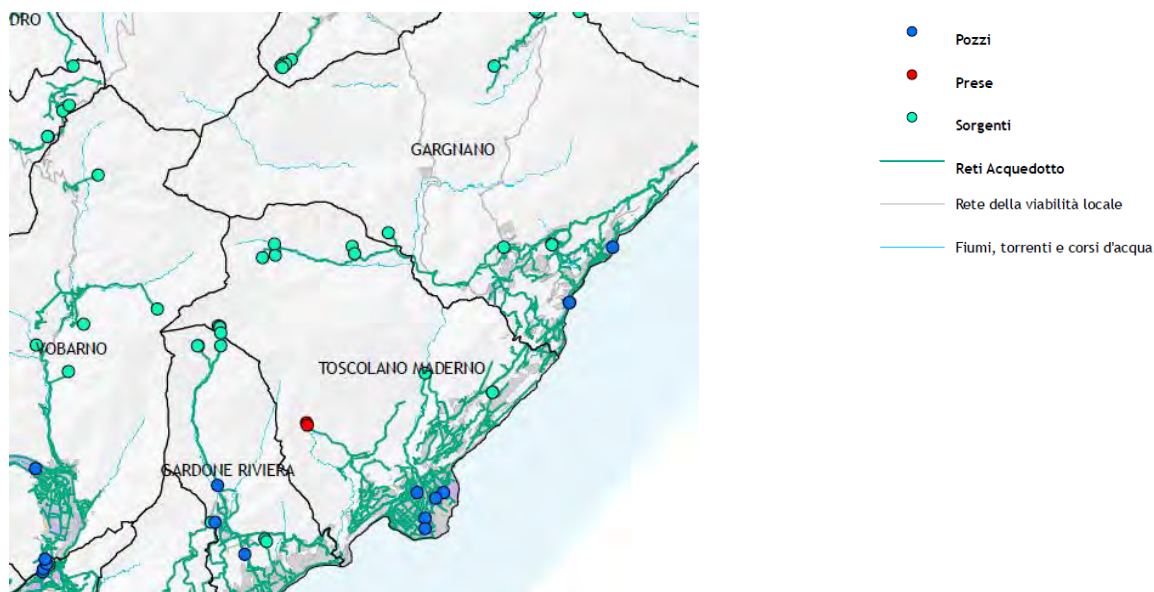 DRO
GARGNANO
TOSCOLANO MADERNO
VOBARNO
GARDONE RIVIERA
Pozzi
Prese
Sorgenti
Reti Acquedotto
Rete della viabilità locale
Fiumi, torrenti e corsi d'acqua